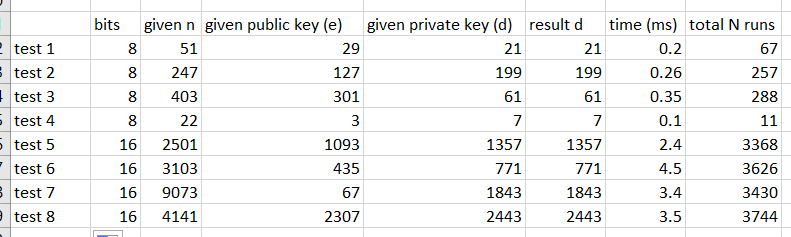 bits given n given public key (e) given private key (d) result d time (ms) total N runs
test 1 8 51 29 21 21 0.2 67
test 2 8 247 127 199 199 0.26 257
test 3 8 403 301 61 61 0.35 288
test 4 8 22 3 7 7 0.1 11
test 5 16 2501 1093 1357 1357 2.4 3368
test 6 16 3103 435 771 771 4.5 3626
test 7 16 9073 67 1843 1843 3.4 3430
test 8 16 4141 2307 2443 2443 3.5 3744